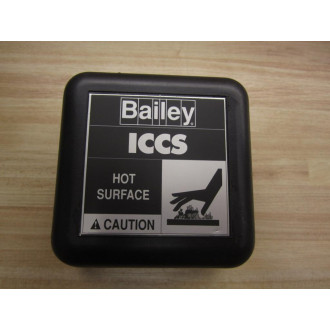 Bailey
ICCS
HOT
SURFACE
CAUTION